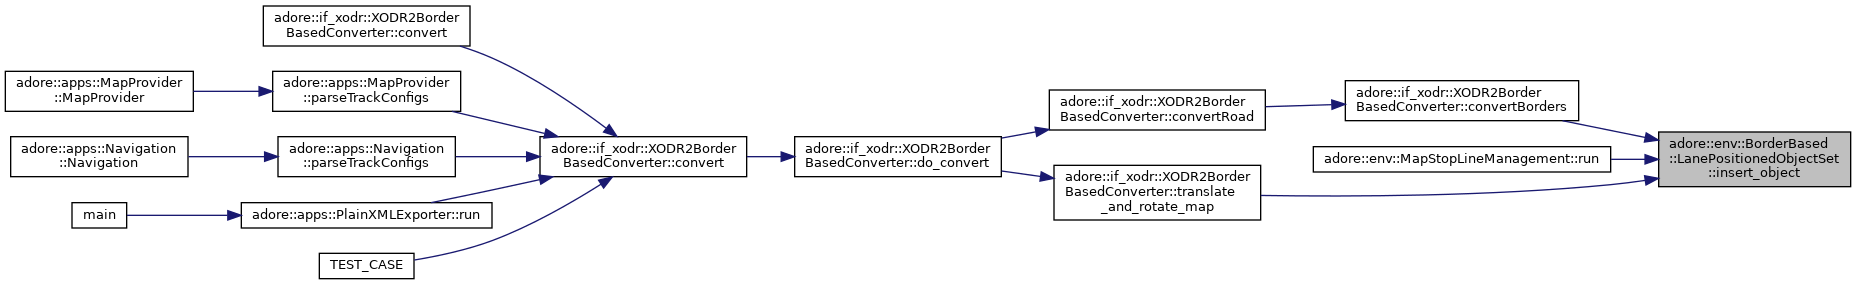 adore::if_xodr::XODR2Border
BasedConverter::convert
adore::apps::MapProvider
::MapProvider
adore::apps::MapProvider
::parseTrackConfigs
adore::apps::Navigation
::Navigation
adore::apps::Navigation
::parseTrackConfigs
main
adore::apps::PlainXMLExporter::run
TEST_CASE
adore::if_xodr::XODR2Border
BasedConverter::convert
adore::if_xodr::XODR2Border
BasedConverter::do_convert
adore::if_xodr::XODR2Border
BasedConverter::convertRoad
adore::if_xodr::XODR2Border
BasedConverter::translate
_and_rotate_map
adore::if_xodr::XODR2Border
BasedConverter::convertBorders
adore::env::MapStopLineManagement::run
adore::env::BorderBased
::LanePositionedObjectSet
::insert_object